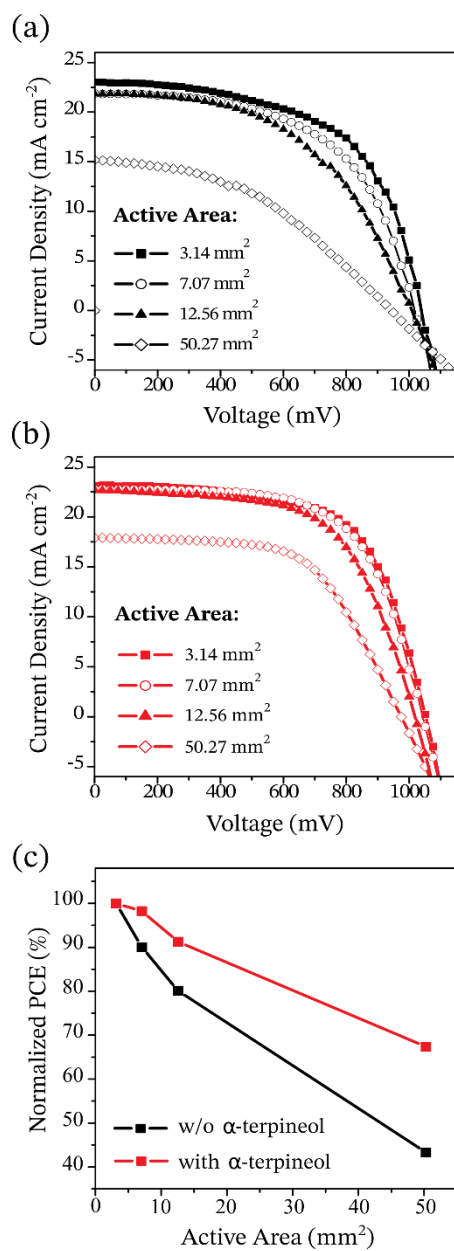 (a)
25
20
15
10
5
0
-5
Current Density (mA cm⁻²)
Active Area:
3.14 mm²
7.07 mm²
12.56 mm²
50.27 mm²
0 200 400 600 800 1000
Voltage (mV)
(b)
25
20
15
10
5
0
-5
Current Density (mA cm⁻²)
Active Area:
3.14 mm²
7.07 mm²
12.56 mm²
50.27 mm²
0 200 400 600 800 1000
Voltage (mV)
(c)
100
90
80
70
60
50
40
Normalized PCE (%)
w/o α-terpineol
with α-terpineol
0 10 20 30 40 50
Active Area (mm²)